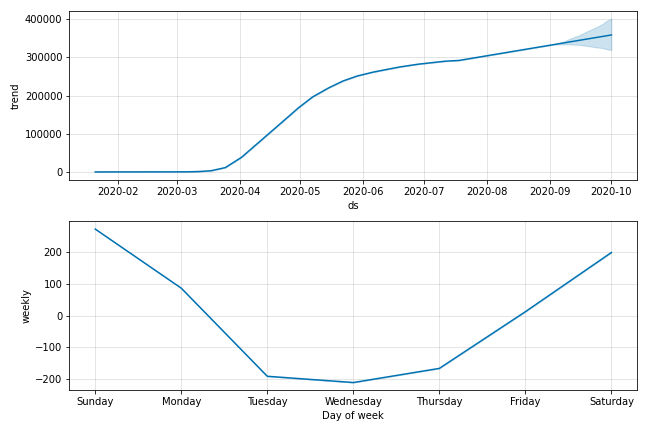 400000
300000
200000
100000
0
trend
2020-02 2020-03 2020-04 2020-05 2020-06 2020-07 2020-08 2020-09 2020-10
ds
200
100
0
−100
−200
weekly
Sunday Monday Tuesday Wednesday Thursday Friday Saturday
Day of week